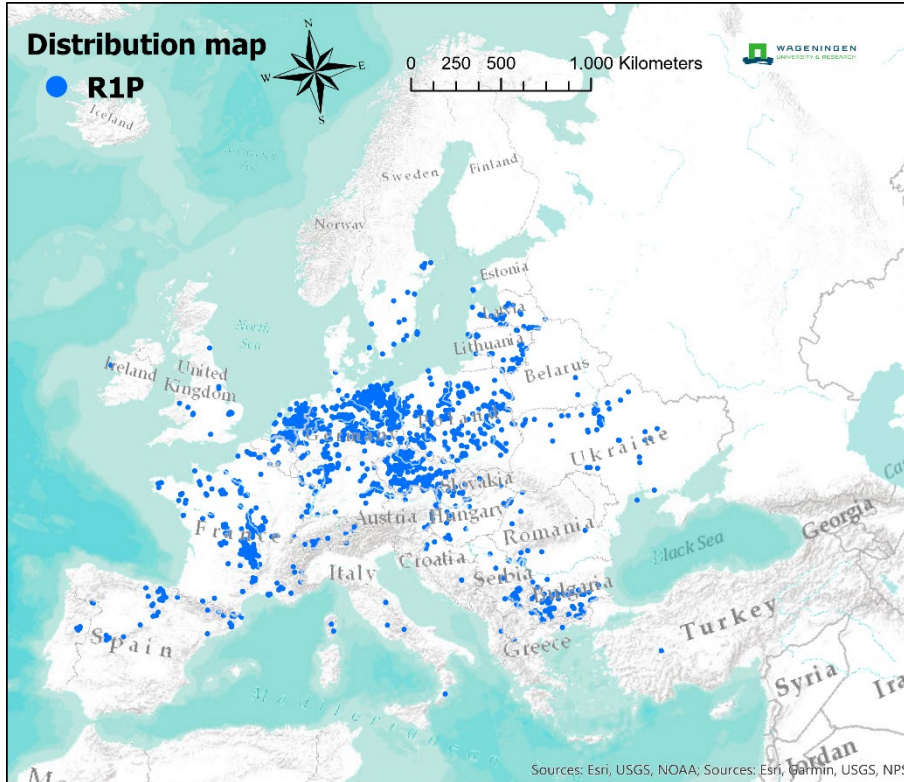 Distribution map
R1P
N
W
E
S
0 250 500 1.000 Kilometers
WAGENINGEN
UNIVERSITY & RESEARCH
Iceland
Sweden
Finland
Norway
Estonia
North
Sea
Latvia
Lithuania
United
Ireland Kingdom
Belarus
Germany
Poland
Ukraine
Slovakia
France
Austria
Hungary
Romania
Croatia
Italy
Serbia
Black Sea
Georgia
Bulgaria
Spain
Turkey
Greece
Syria
Mediterranean
Jordan
Sources: Esri, USGS, NOAA; Sources: Esri, Garmin, USGS, NPS